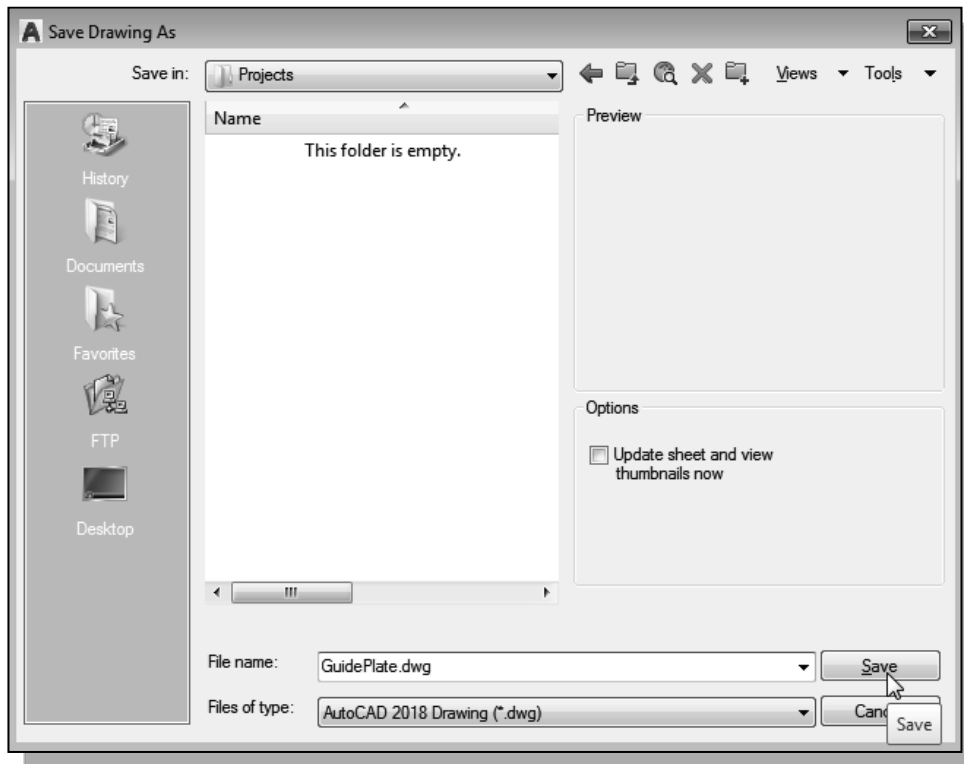 Save Drawing As
Save in: Projects
Views Tools
Name
This folder is empty.
Preview
History
Documents
Favorites
FTP
Desktop
Options
Update sheet and view
thumbnails now
File name: GuidePlate.dwg Save
Files of type: AutoCAD 2018 Drawing (*.dwg)
Save